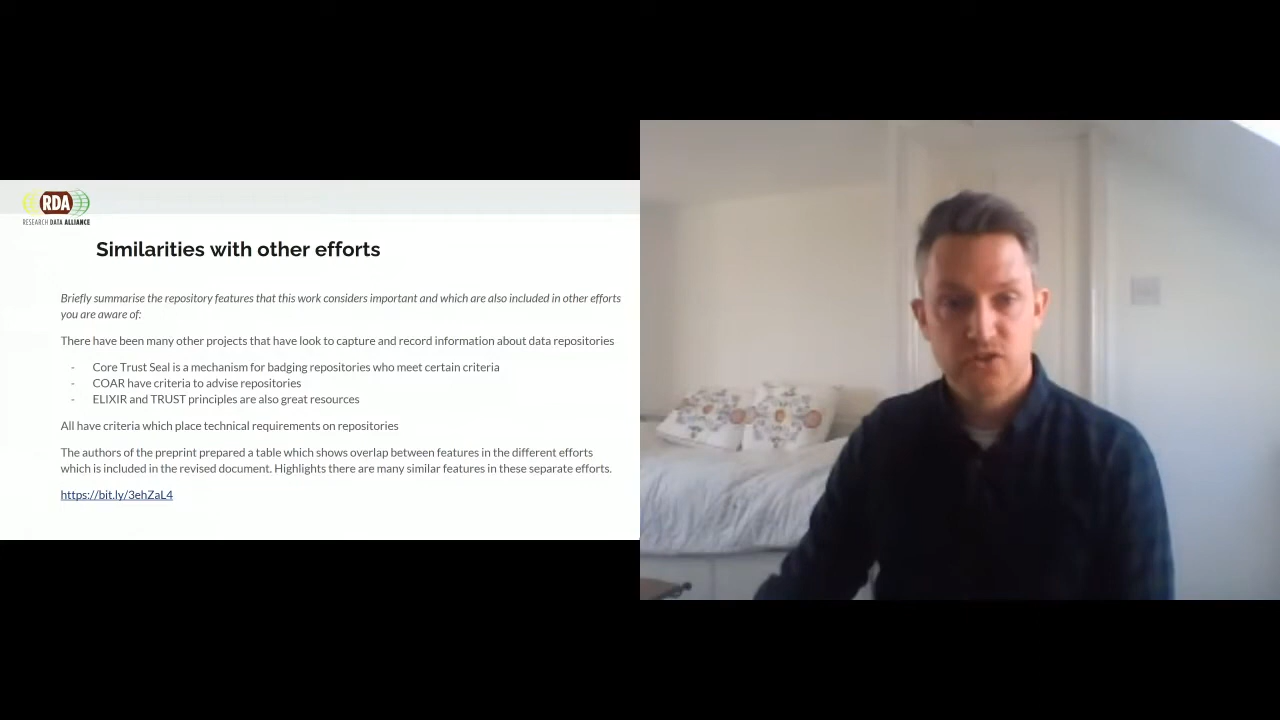 RDA
RESEARCH DATA ALLIANCE
Similarities with other efforts
Briefly summarise the repository features that this work considers important and which are also included in other efforts
you are aware of:
There have been many other projects that have look to capture and record information about data repositories
- Core Trust Seal is a mechanism for badging repositories who meet certain criteria
- COAR have criteria to advise repositories
- ELIXIR and TRUST principles are also great resources
All have criteria which place technical requirements on repositories
The authors of the preprint prepared a table which shows overlap between features in the different efforts
which is included in the revised document. Highlights there are many similar features in these separate efforts.
https://bit.ly/3ehZaL4